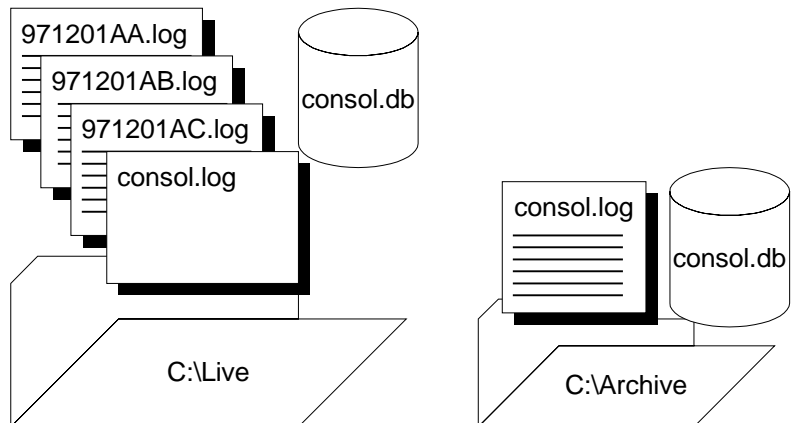 971201AA.log
971201AB.log
971201AC.log
consol.log
consol.db
C:\Live
consol.log
consol.db
C:\Archive